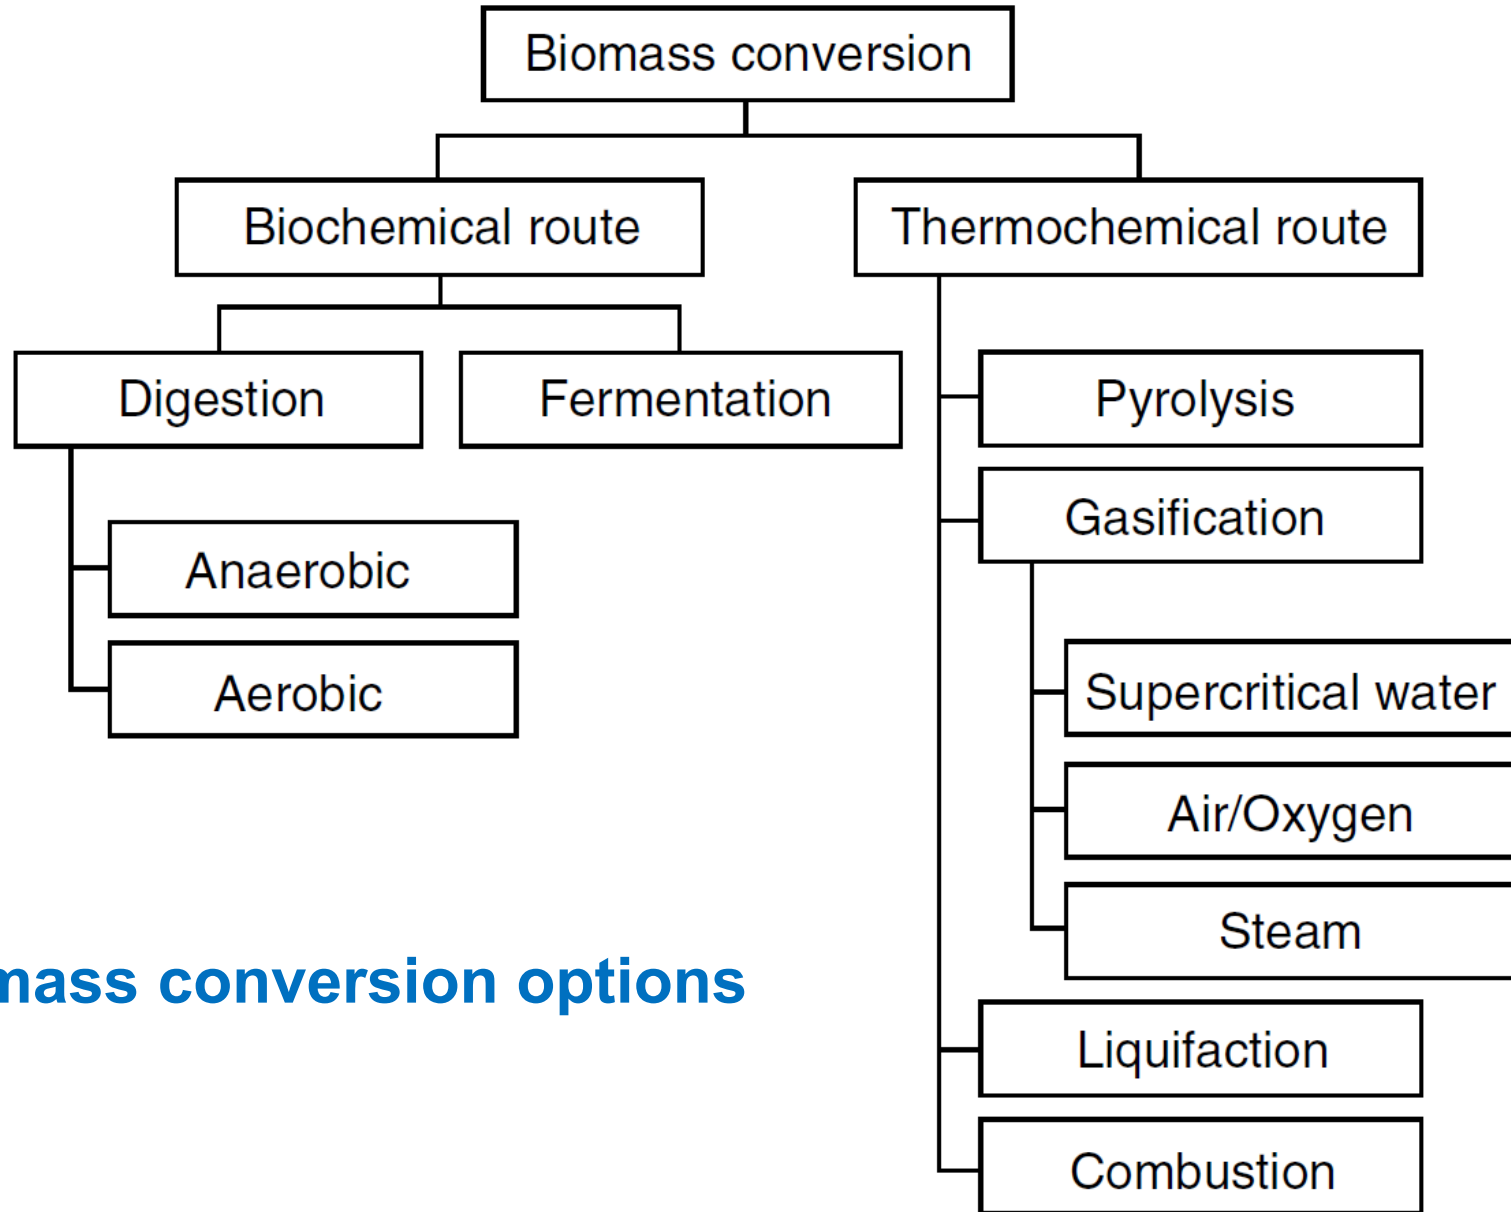 Biomass conversion
Biochemical route
Thermochemical route
Digestion
Fermentation
Pyrolysis
Gasification
Anaerobic
Aerobic
Supercritical water
Air/Oxygen
Steam
mass conversion options
Liquifaction
Combustion